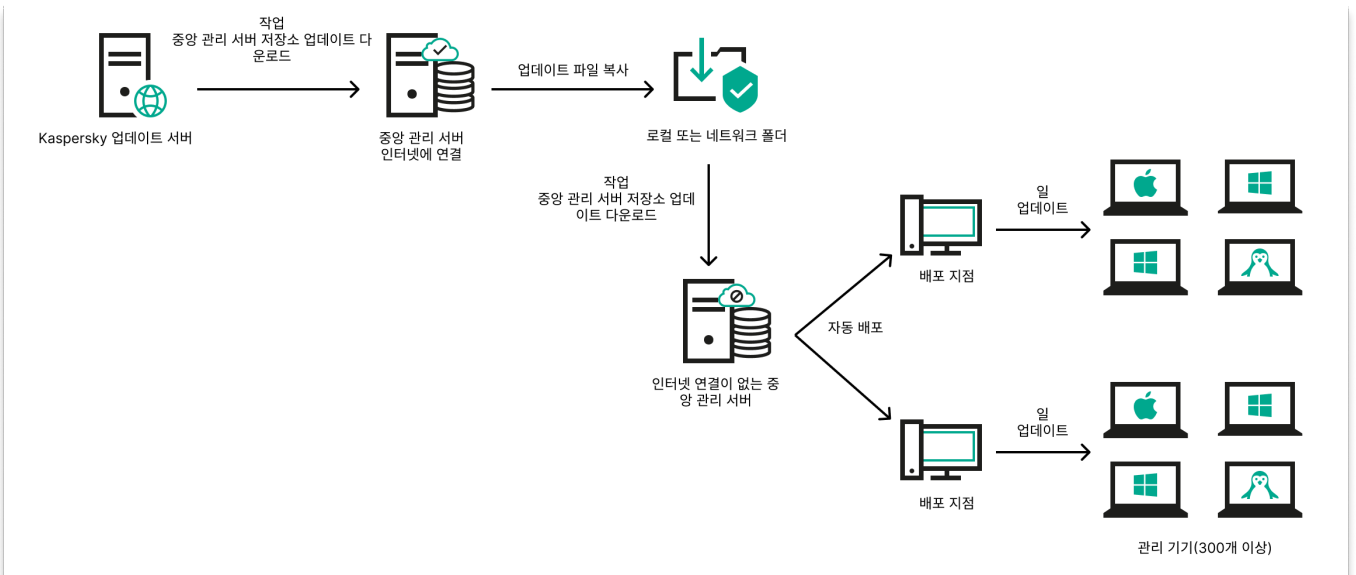 작업
중앙 관리 서버 저장소 업데이트 다
운로드
Kaspersky 업데이트 서버
중앙 관리 서버
인터넷에 연결
업데이트 파일 복사
로컬 또는 네트워크 폴더
작업
중앙 관리 서버 저장소 업데
이트 다운로드
인터넷 연결이 없는 중
앙 관리 서버
자동 배포
배포 지점
일
업데이트
배포 지점
일
업데이트
관리 기기(300개 이상)